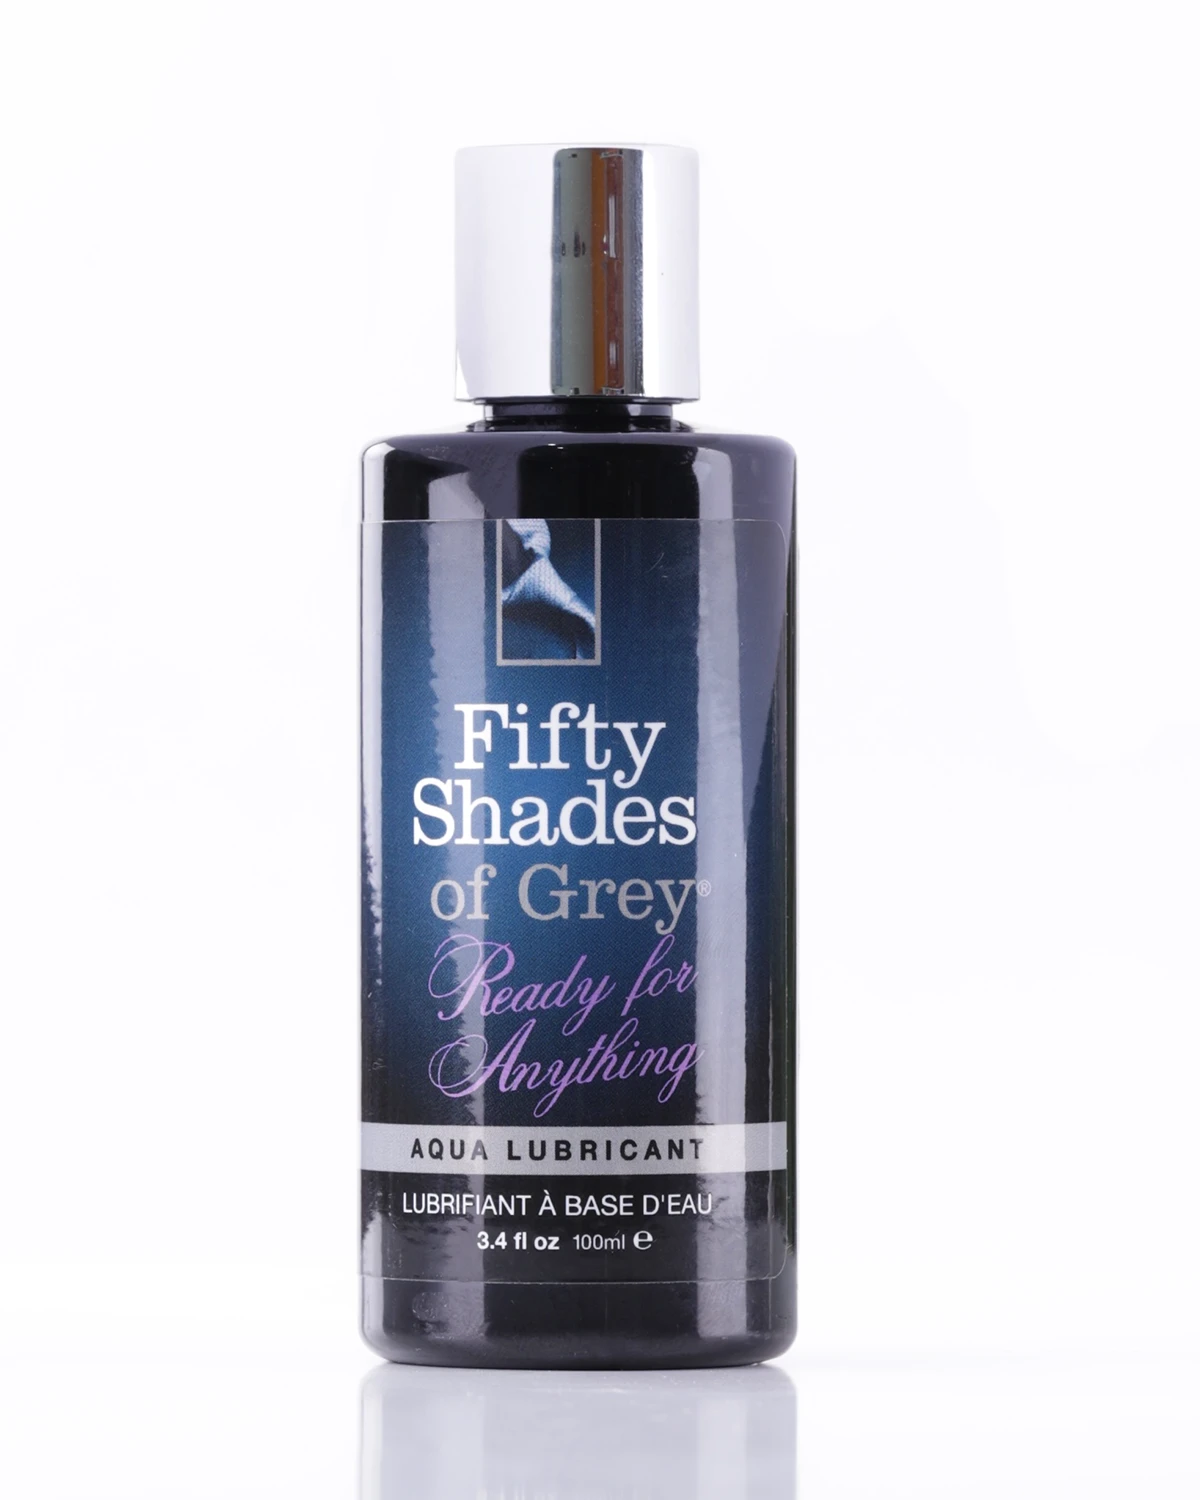 Fifty
Shades
of Grey®
Ready for
Anything
AQUA LUBRICANT
LUBRIFIANT À BASE D'EAU
3.4 fl oz 100ml ℮